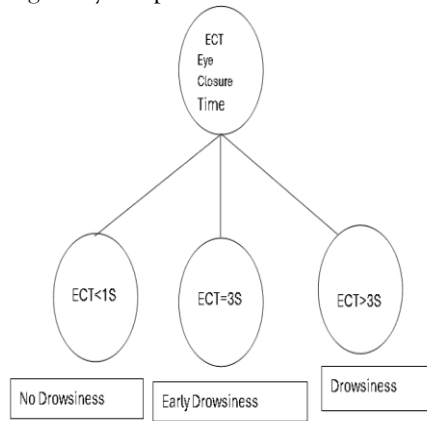 ECT
Eye
Closure
Time
ECT<1S
ECT=3S
ECT>3S
No Drowsiness
Early Drowsiness
Drowsiness